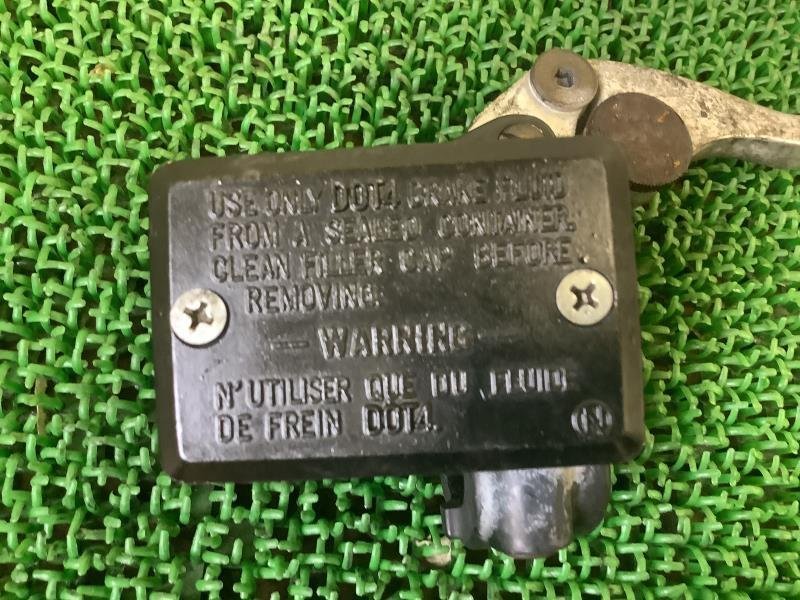 USE ONLY DOT4 BRAKE FLUID
FROM A SEALED CONTAINER.
CLEAN FILLER CAP BEFORE
REMOVING.
WARNING
N'UTILISER QUE DU FLUIDE
DE FREIN DOT4.
N